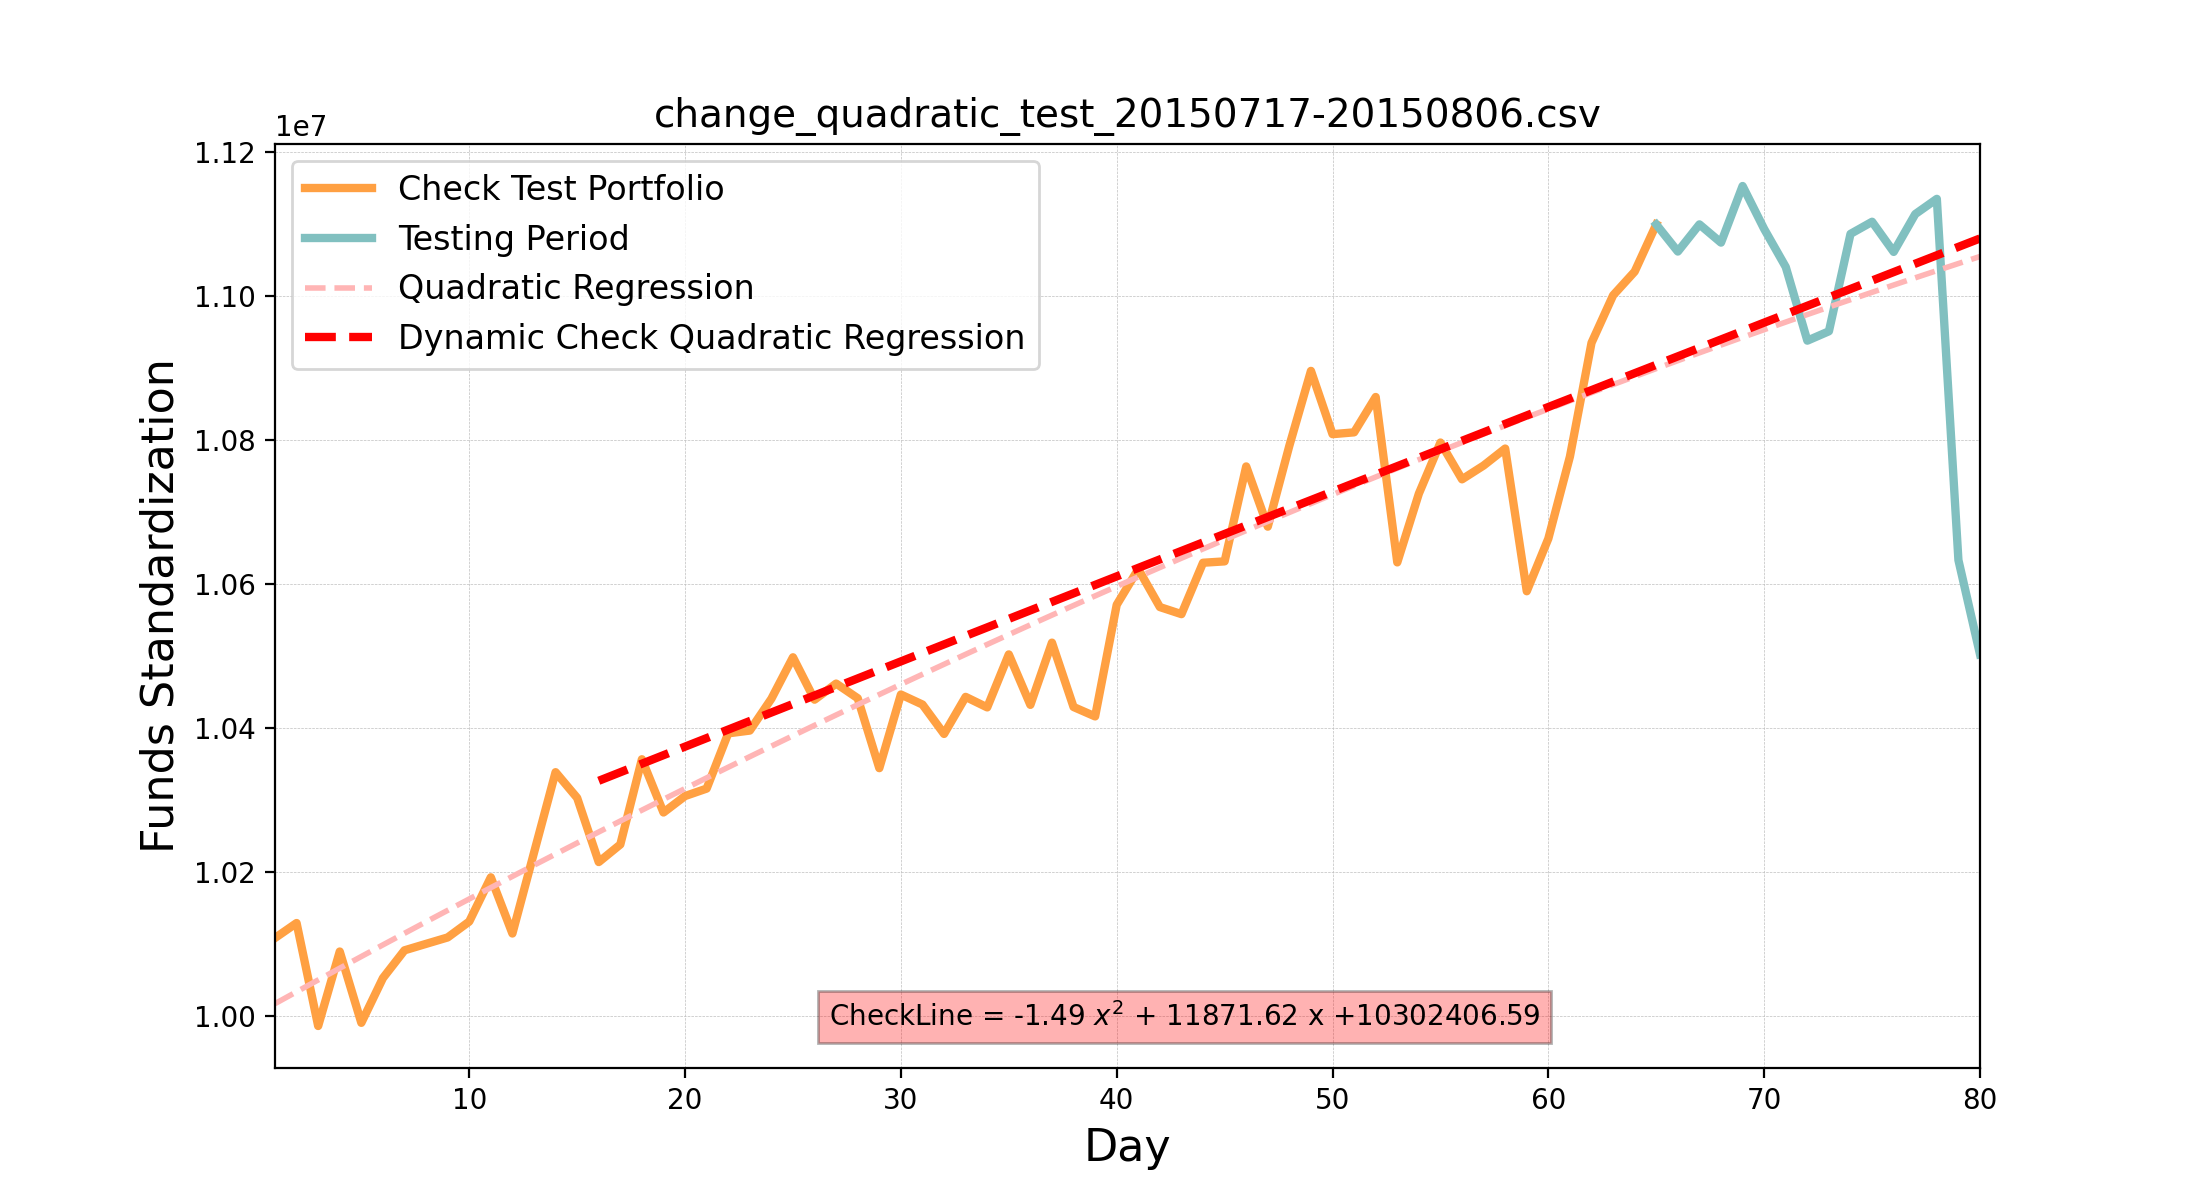 change_quadratic_test_20150717-20150806.csv
1e7
1.12
1.10
1.08
1.06
1.04
1.02
1.00
Funds Standardization
Check Test Portfolio
Testing Period
Quadratic Regression
Dynamic Check Quadratic Regression
CheckLine = -1.49 x² + 11871.62 x +10302406.59
10 20 30 40 50 60 70 80
Day